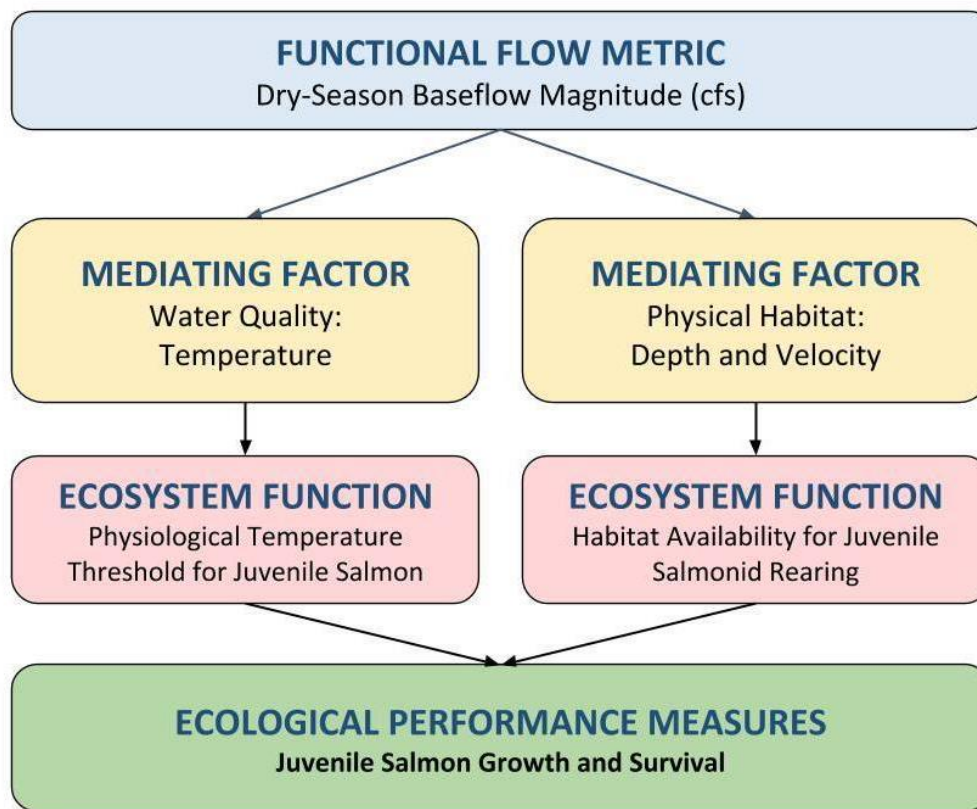 FUNCTIONAL FLOW METRIC
Dry-Season Baseflow Magnitude (cfs)
MEDIATING FACTOR
Water Quality:
Temperature
MEDIATING FACTOR
Physical Habitat:
Depth and Velocity
ECOSYSTEM FUNCTION
Physiological Temperature
Threshold for Juvenile Salmon
ECOSYSTEM FUNCTION
Habitat Availability for Juvenile
Salmonid Rearing
ECOLOGICAL PERFORMANCE MEASURES
Juvenile Salmon Growth and Survival